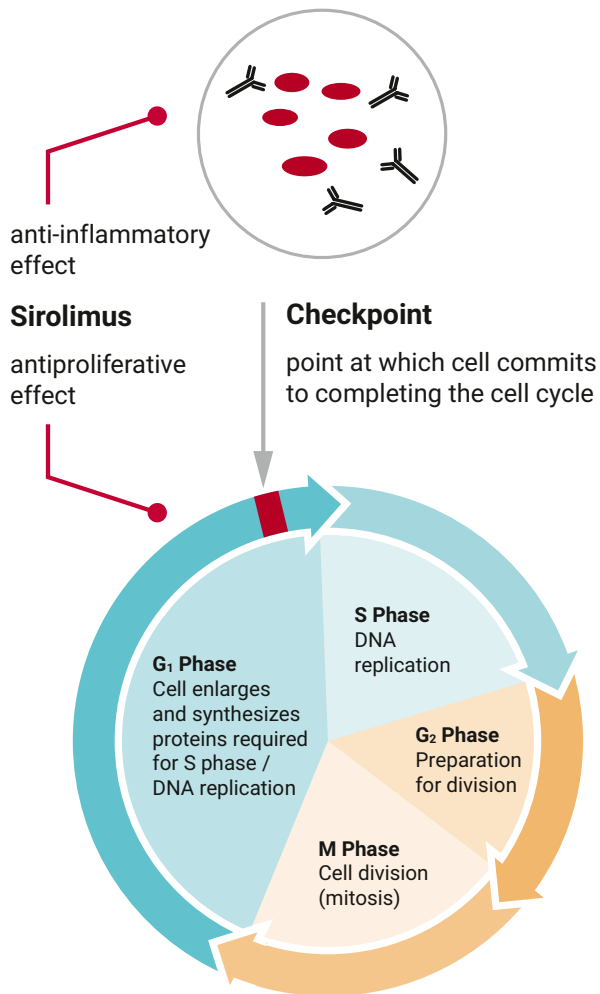 anti-inflammatory
effect
Sirolimus
antiproliferative
effect
Checkpoint
point at which cell commits
to completing the cell cycle
S Phase
DNA
replication
G₁ Phase
Cell enlarges
and synthesizes
proteins required
for S phase /
DNA replication
G₂ Phase
Preparation
for division
M Phase
Cell division
(mitosis)